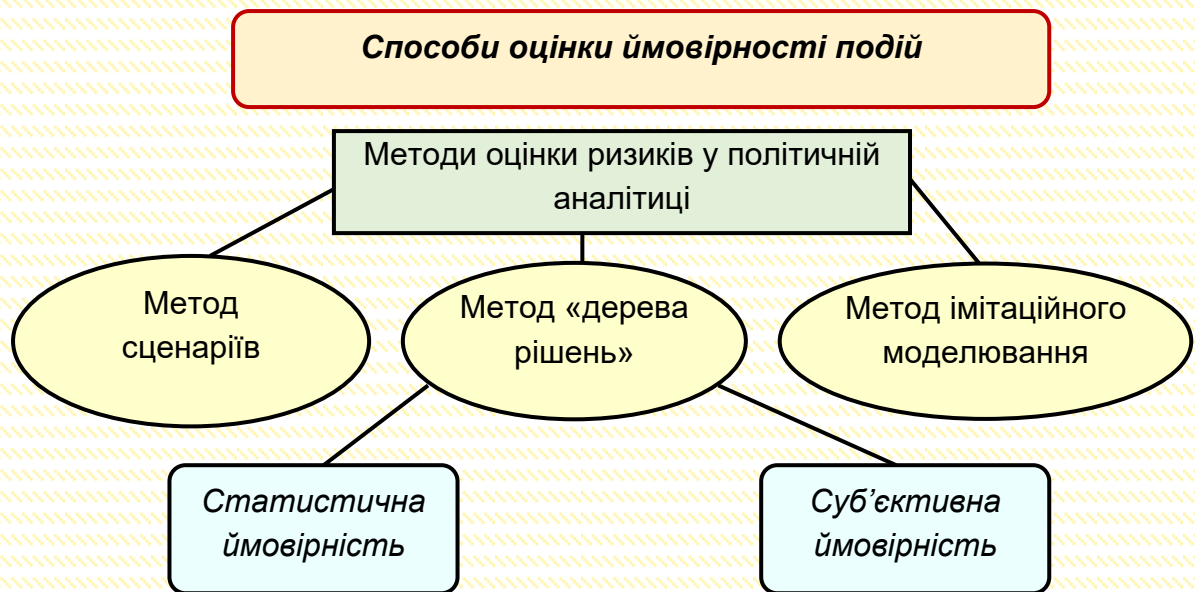 Способи оцінки ймовірності подій
Методи оцінки ризиків у політичній
аналітиці
Метод
сценаріїв
Метод «дерева
рішень»
Метод імітаційного
моделювання
Статистична
ймовірність
Суб’єктивна
ймовірність